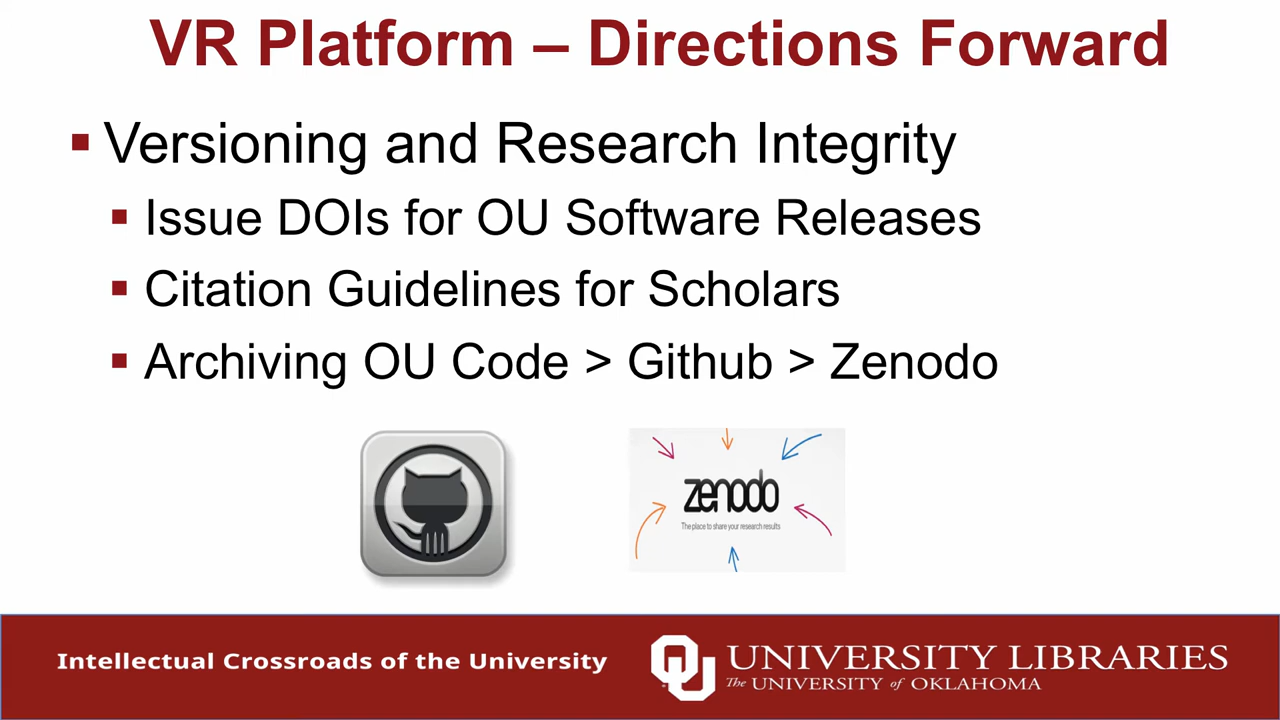 VR Platform – Directions Forward
▪ Versioning and Research Integrity
▪ Issue DOIs for OU Software Releases
▪ Citation Guidelines for Scholars
▪ Archiving OU Code > Github > Zenodo
zenodo
The place to share your research results
Intellectual Crossroads of the University
OU
UNIVERSITY LIBRARIES
The UNIVERSITY of OKLAHOMA